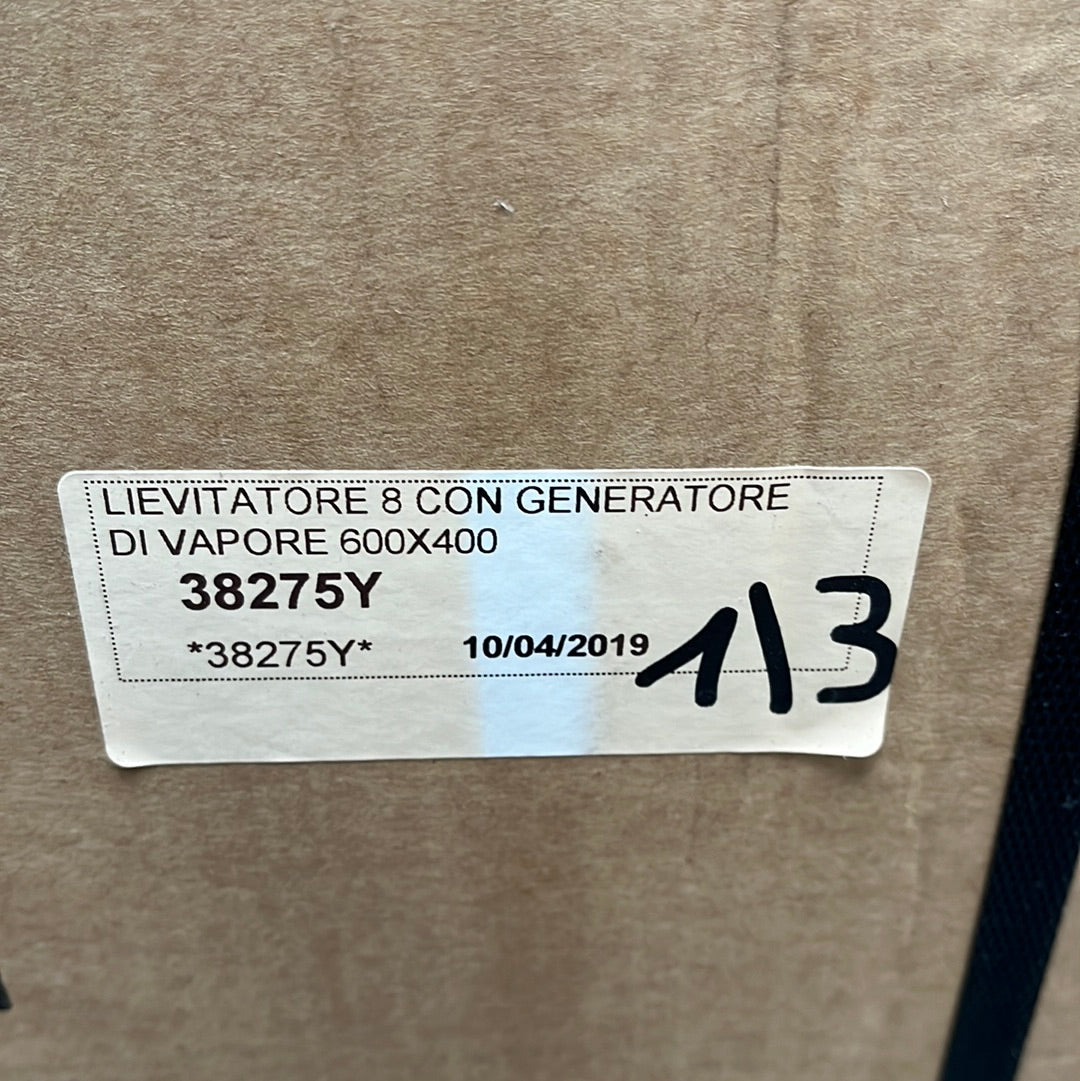 LIEVITATORE 8 CON GENERATORE
DI VAPORE 600X400
38275Y
*38275Y* 10/04/2019
1\3